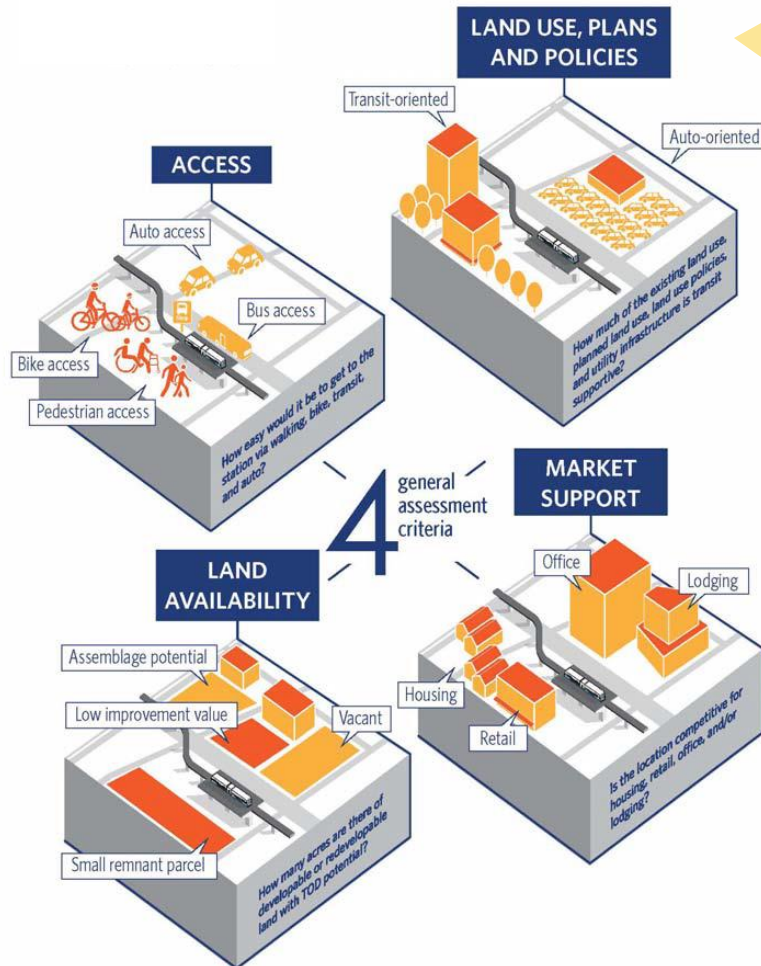 LAND USE, PLANS
AND POLICIES
Transit-oriented
Auto-oriented
How much of the existing land use,
planned land use, land use policies,
and utility infrastructure is transit
supportive?
ACCESS
Auto access
Bus access
Bike access
Pedestrian access
How easy would it be to get to the
station via walking, bike, transit,
and auto?
4
general
assessment
criteria
MARKET
SUPPORT
Office
Lodging
Housing
Retail
Is the location competitive for
housing, retail, office, and/or
lodging?
LAND
AVAILABILITY
Assemblage potential
Low improvement value
Vacant
Small remnant parcel
How many acres are there of
developable or redevelopable
land with TOD potential?